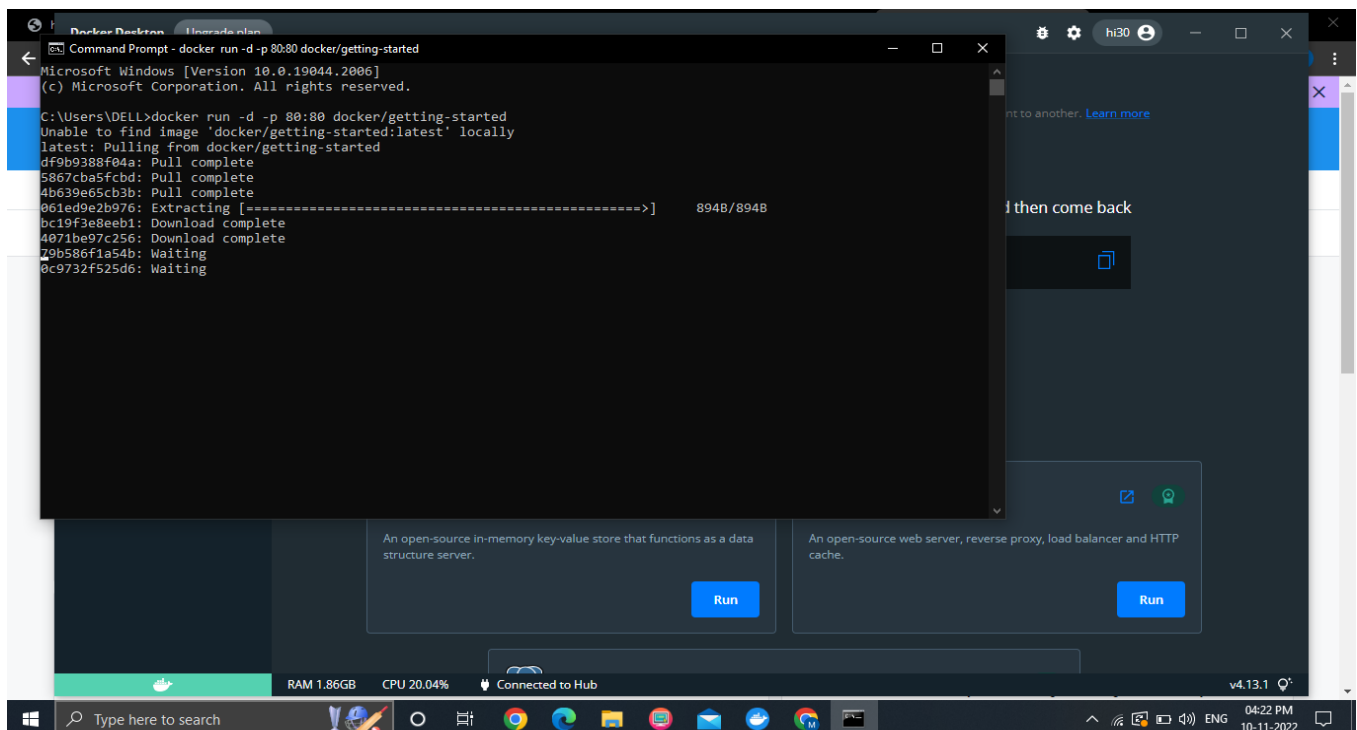 Docker Desktop Upgrade plan
hi30
Command Prompt - docker run -d -p 80:80 docker/getting-started
Microsoft Windows [Version 10.0.19044.2006]
(c) Microsoft Corporation. All rights reserved.
C:\Users\DELL>docker run -d -p 80:80 docker/getting-started
Unable to find image 'docker/getting-started:latest' locally
latest: Pulling from docker/getting-started
df9b9388f04a: Pull complete
5867cba5fcbd: Pull complete
4b639e65cb3b: Pull complete
061ed9e2b976: Extracting [==================================================>] 894B/894B
bc19f3e8eeb1: Download complete
4071be97c256: Download complete
79b586f1a54b: Waiting
0c9732f525d6: Waiting
nt to another. Learn more
then come back
An open-source in-memory key-value store that functions as a data
structure server.
Run
An open-source web server, reverse proxy, load balancer and HTTP
cache.
Run
RAM 1.86GB CPU 20.04% Connected to Hub
v4.13.1
Type here to search
ENG
04:22 PM
10-11-2022